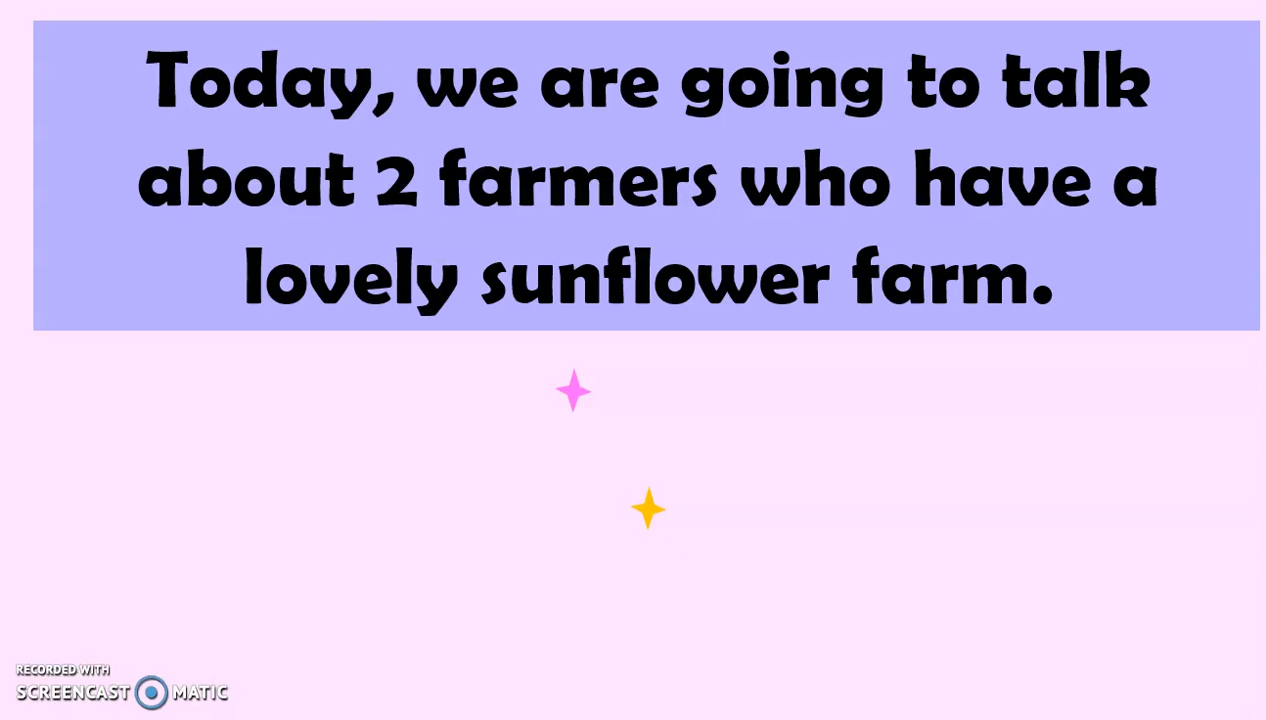 Today, we are going to talk
about 2 farmers who have a
lovely sunflower farm.
RECORDED WITH
SCREENCAST MATIC